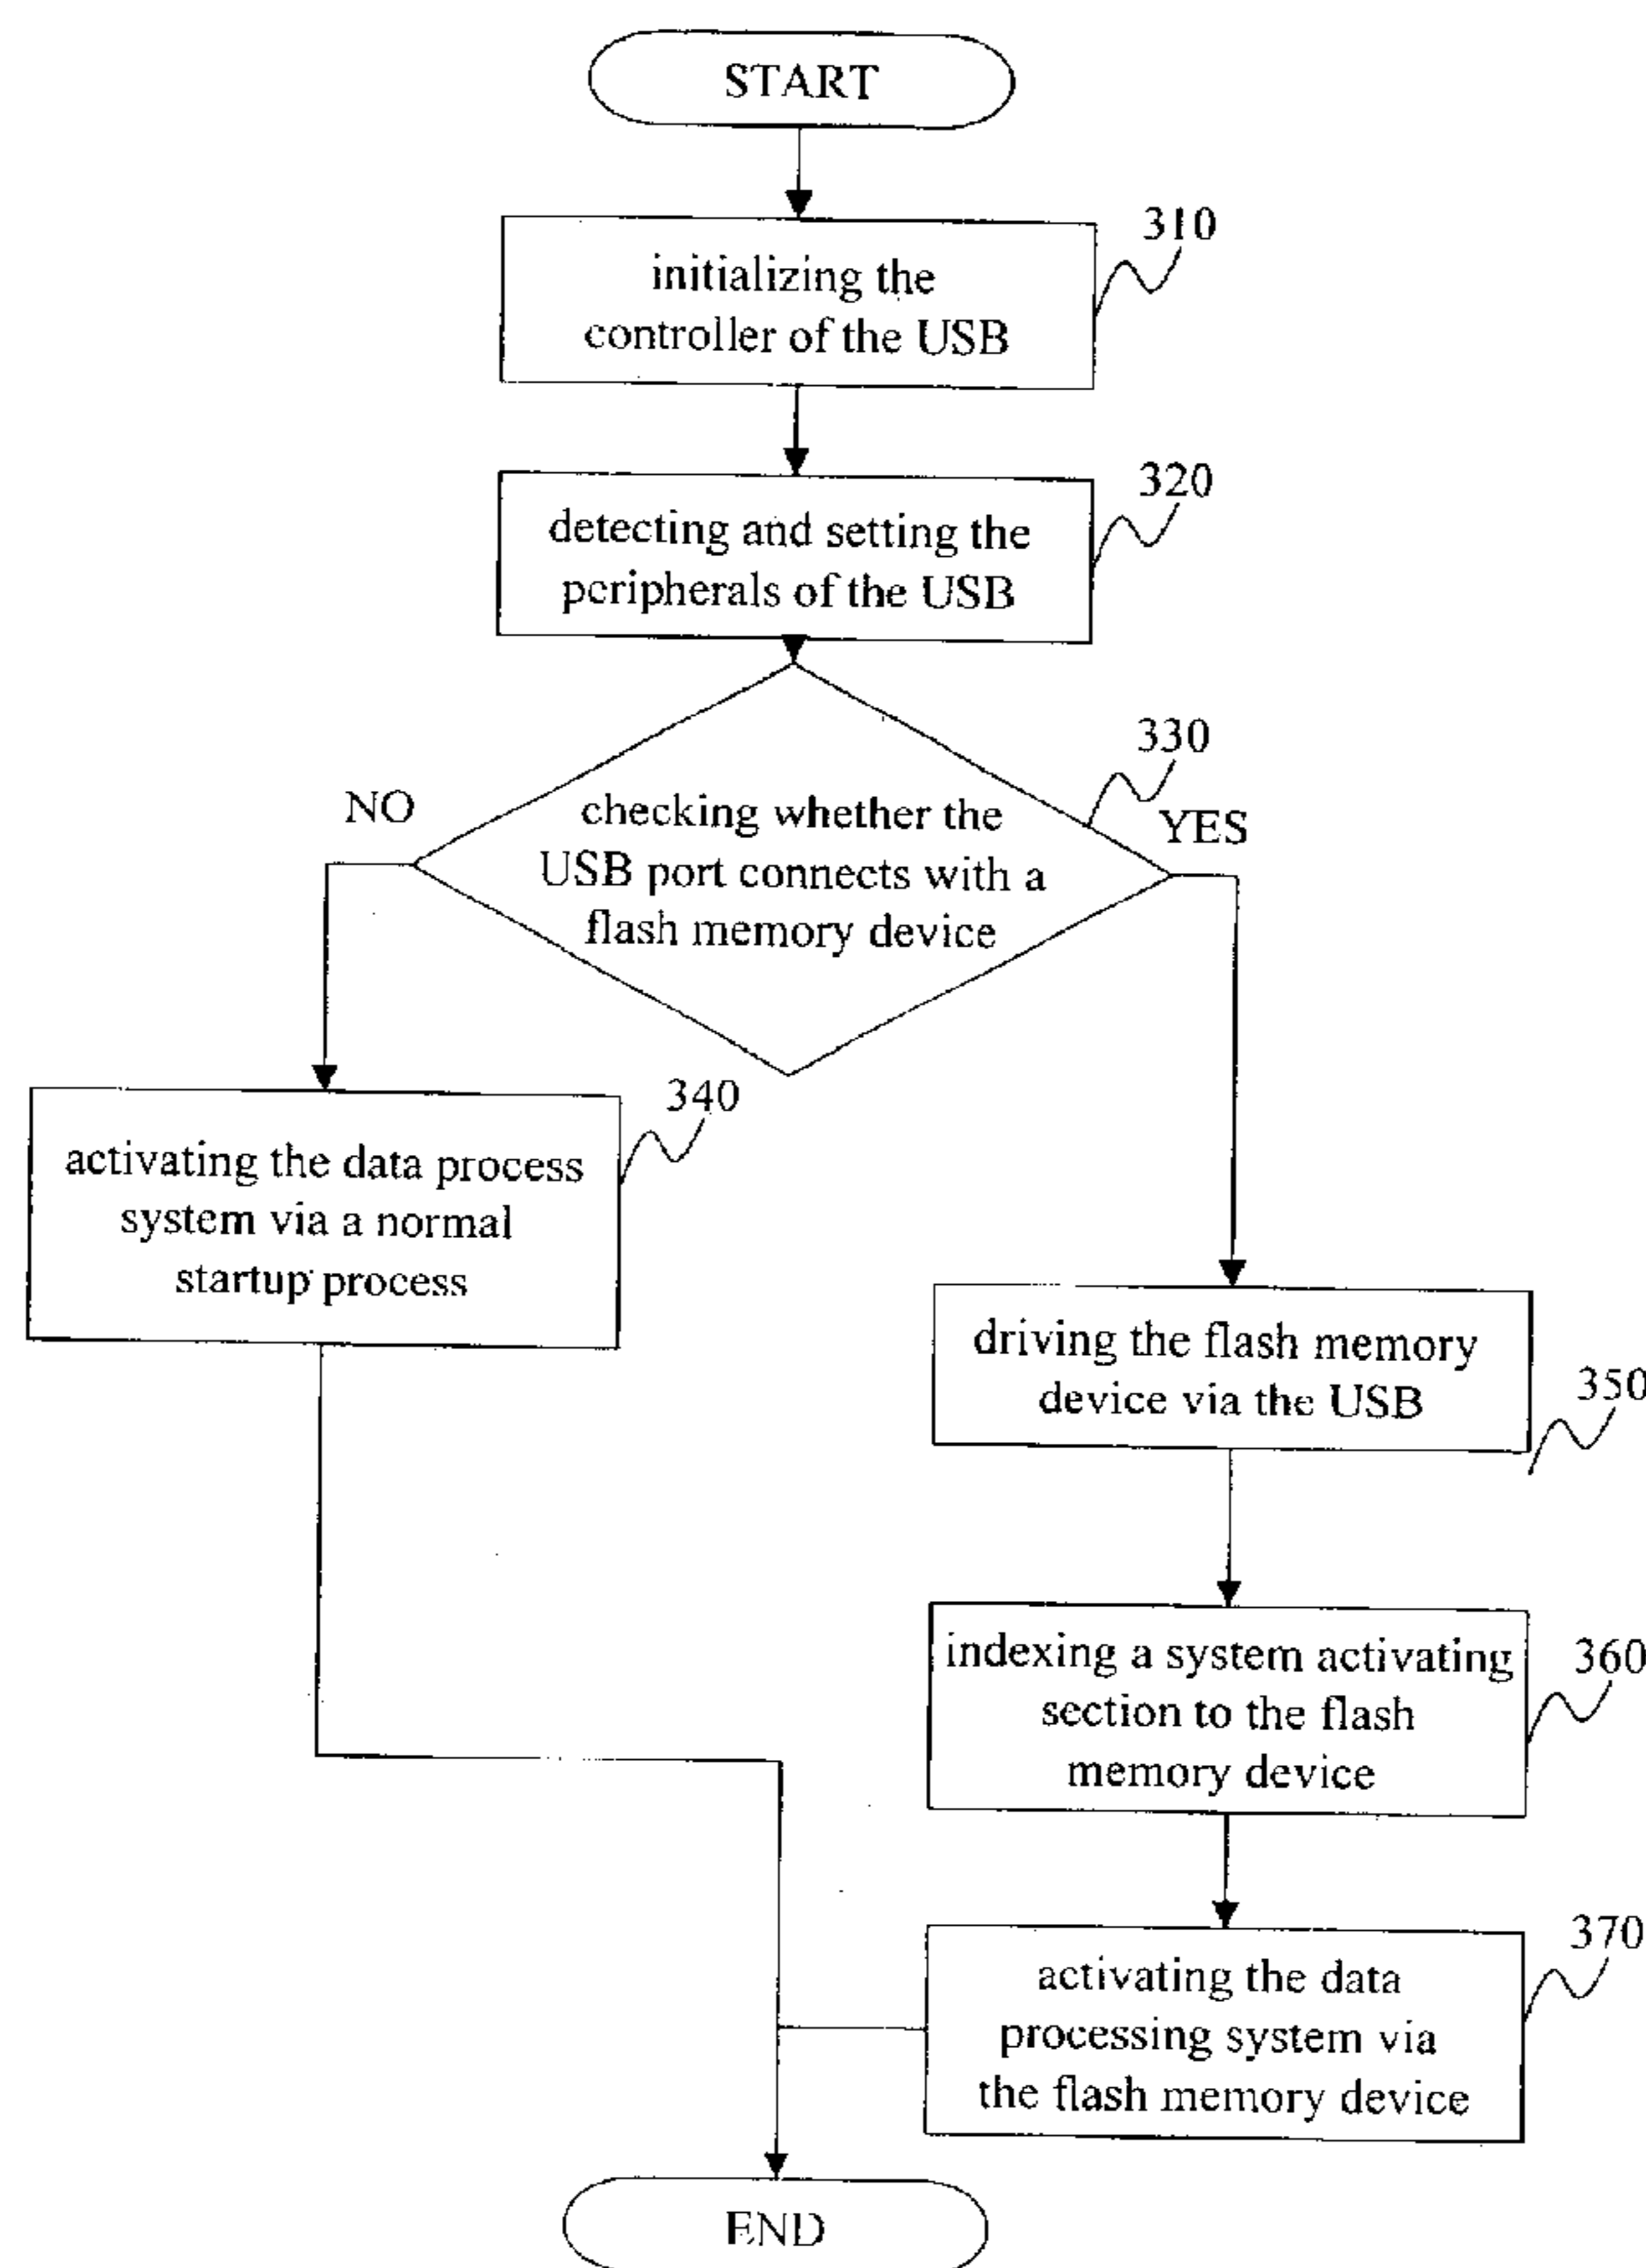 START
310
initializing the
controller of the USB
320
detecting and setting the
peripherals of the USB
330
NO
YES
checking whether the
USB port connects with a
flash memory device
340
activating the data process
system via a normal
startup process
driving the flash memory
device via the USB
350
indexing a system activating
section to the flash
memory device
360
370
activating the data
processing system via
the flash memory device
END